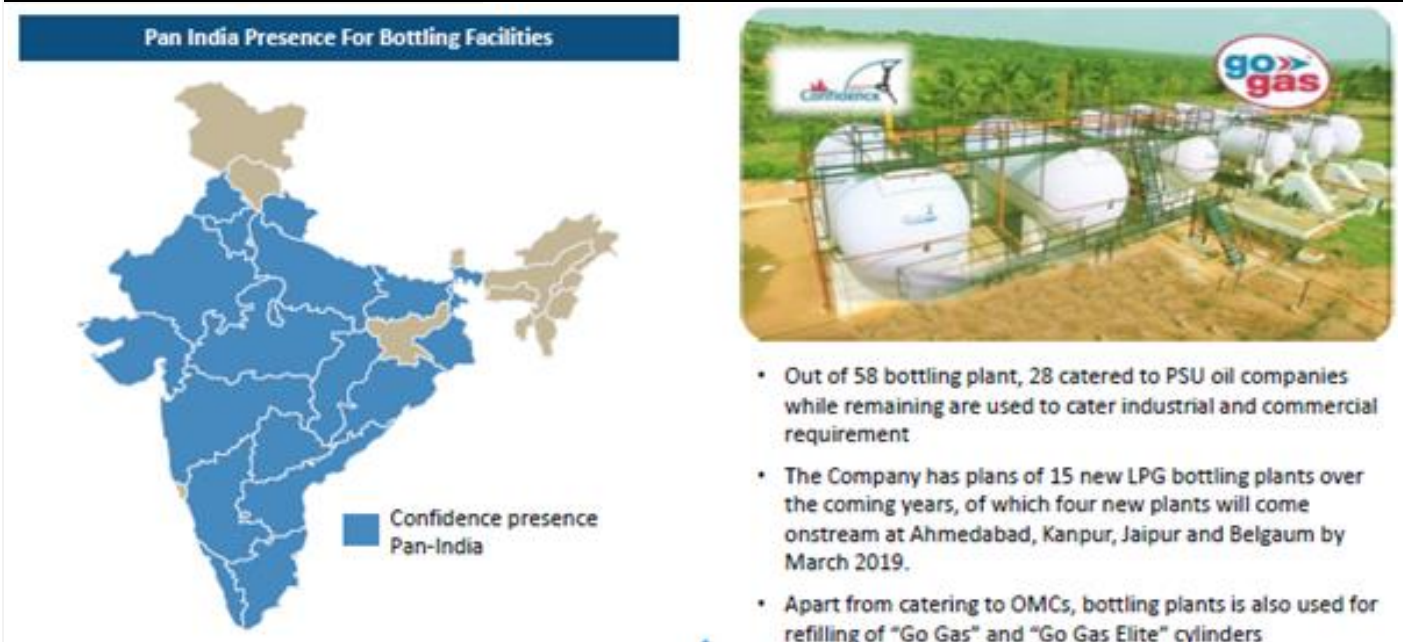 Pan India Presence For Bottling Facilities
Confidence
go
gas
Confidence presence
Pan-India
• Out of 58 bottling plant, 28 catered to PSU oil companies
while remaining are used to cater industrial and commercial
requirement
• The Company has plans of 15 new LPG bottling plants over
the coming years, of which four new plants will come
onstream at Ahmedabad, Kanpur, Jaipur and Belgaum by
March 2019.
• Apart from catering to OMCs, bottling plants is also used for
refilling of "Go Gas" and "Go Gas Elite" cylinders